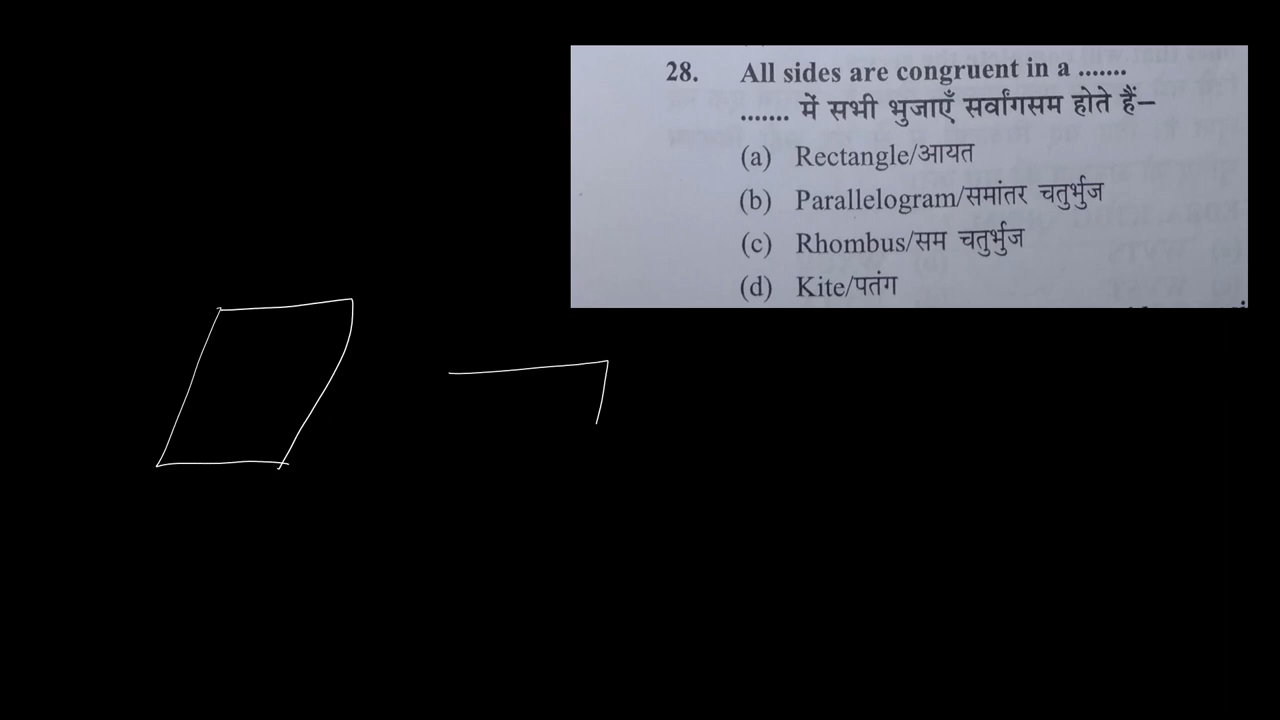 28. All sides are congruent in a .......
....... में सभी भुजाएँ सर्वांगसम होते हैं–
(a) Rectangle/आयत
(b) Parallelogram/समांतर चतुर्भुज
(c) Rhombus/सम चतुर्भुज
(d) Kite/पतंग